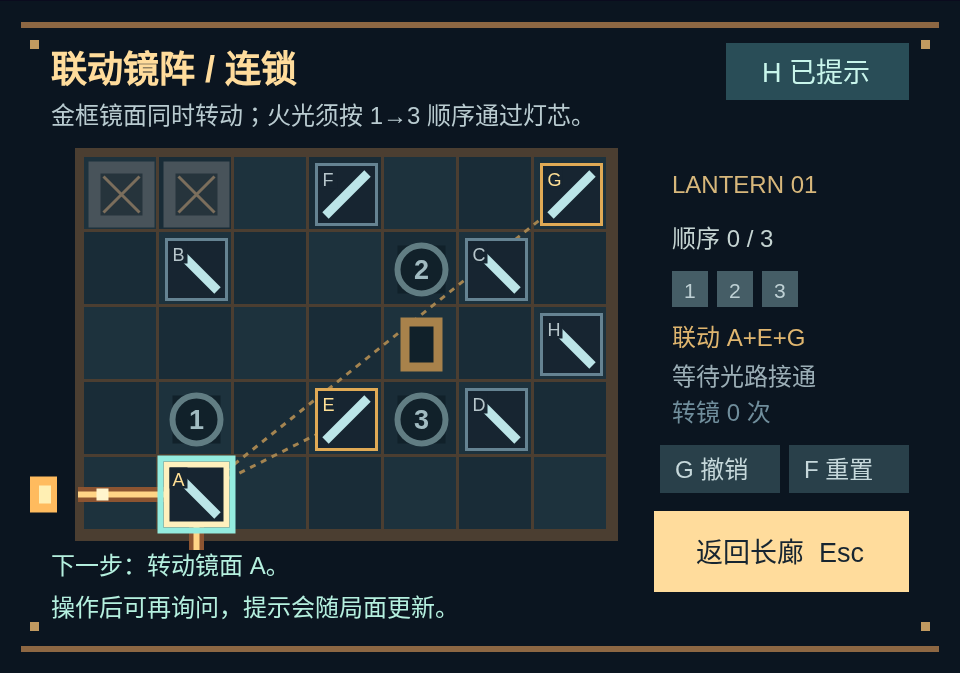 联动镜阵 / 连锁
H 已提示
金框镜面同时转动；火光须按 1→3 顺序通过灯芯。
F
G
B
2
C
H
1
E
3
D
A
LANTERN 01
顺序 0 / 3
1 2 3
联动 A+E+G
等待光路接通
转镜 0 次
G 撤销
F 重置
返回长廊 Esc
下一步：转动镜面 A。
操作后可再询问，提示会随局面更新。